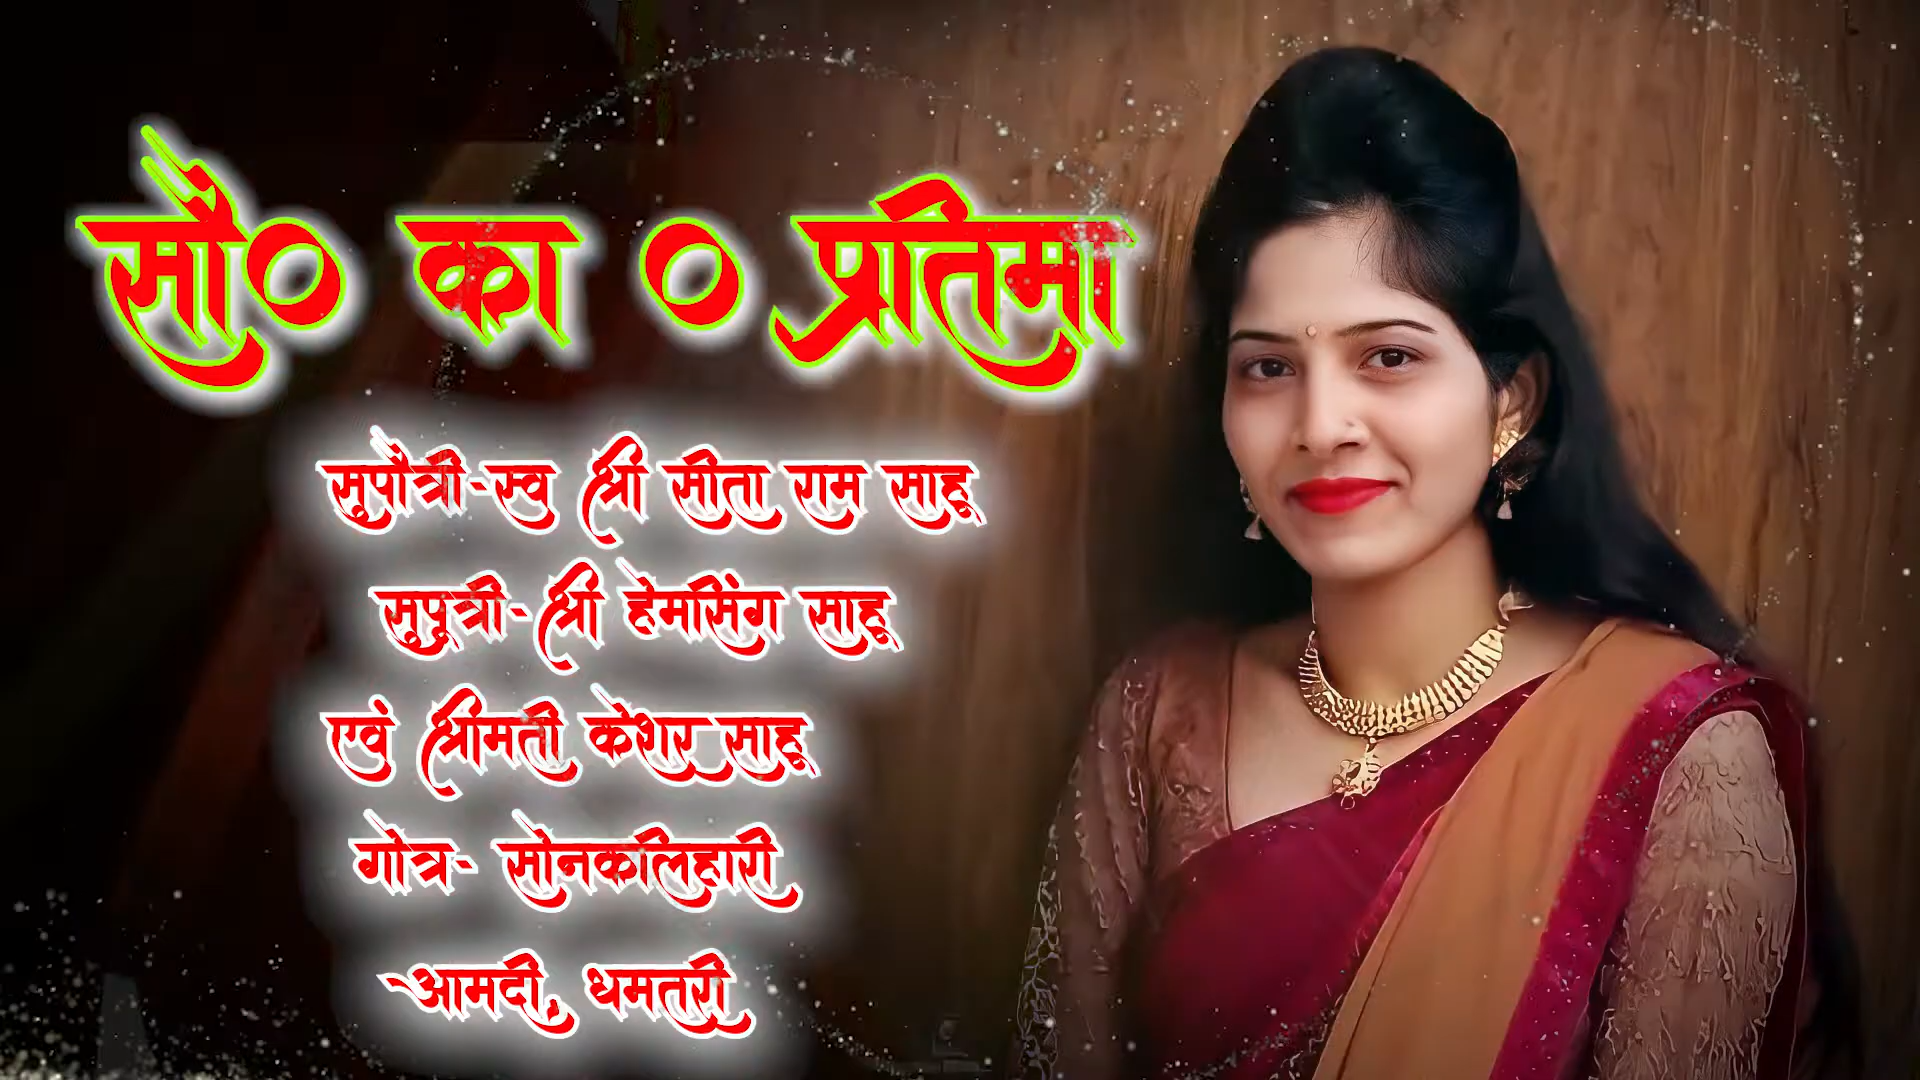 सौ० का ० प्रतिमा
सुपौत्री-स्व श्री सीता राम साहू
सुपुत्री-श्री हेमसिंग साहू
एवं श्रीमती केशर साहू
गोत्र- सोनकलिहारी
-आमदी, धमतरी